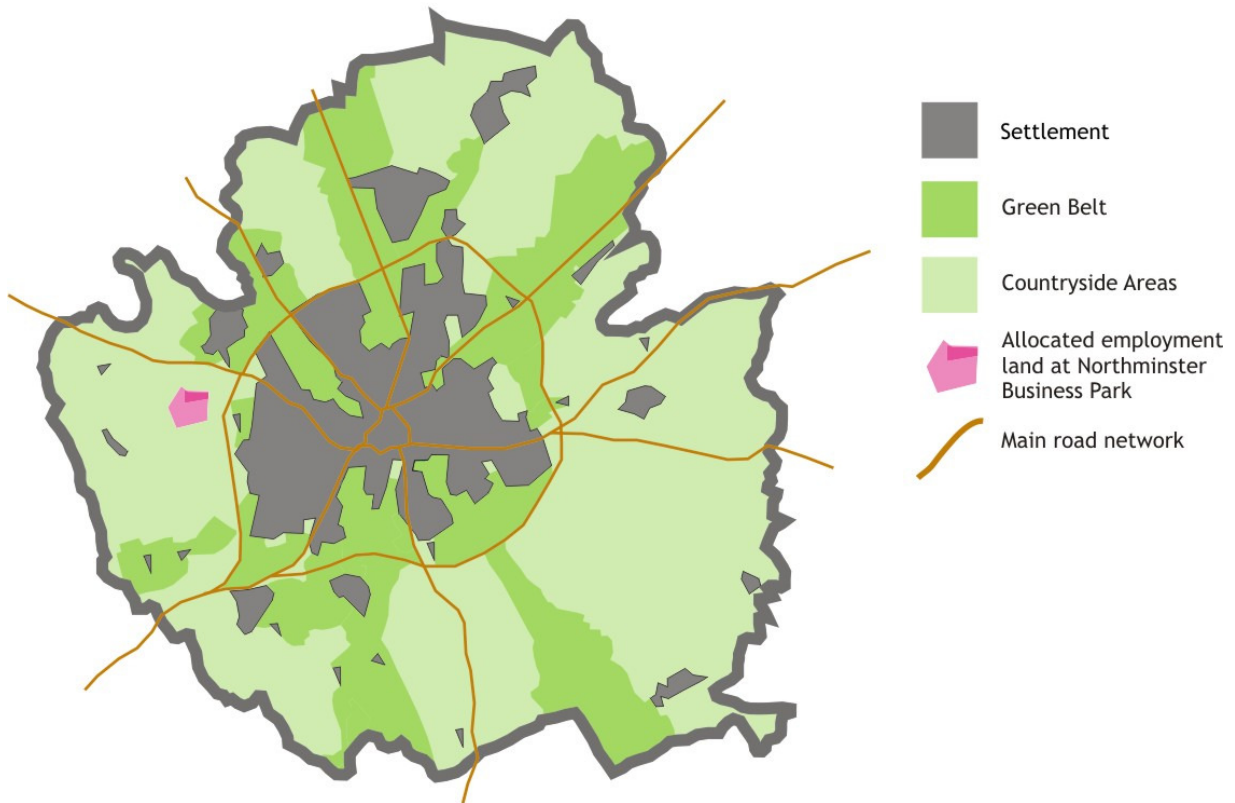 Settlement
Green Belt
Countryside Areas
Allocated employment
land at Northminster
Business Park
Main road network